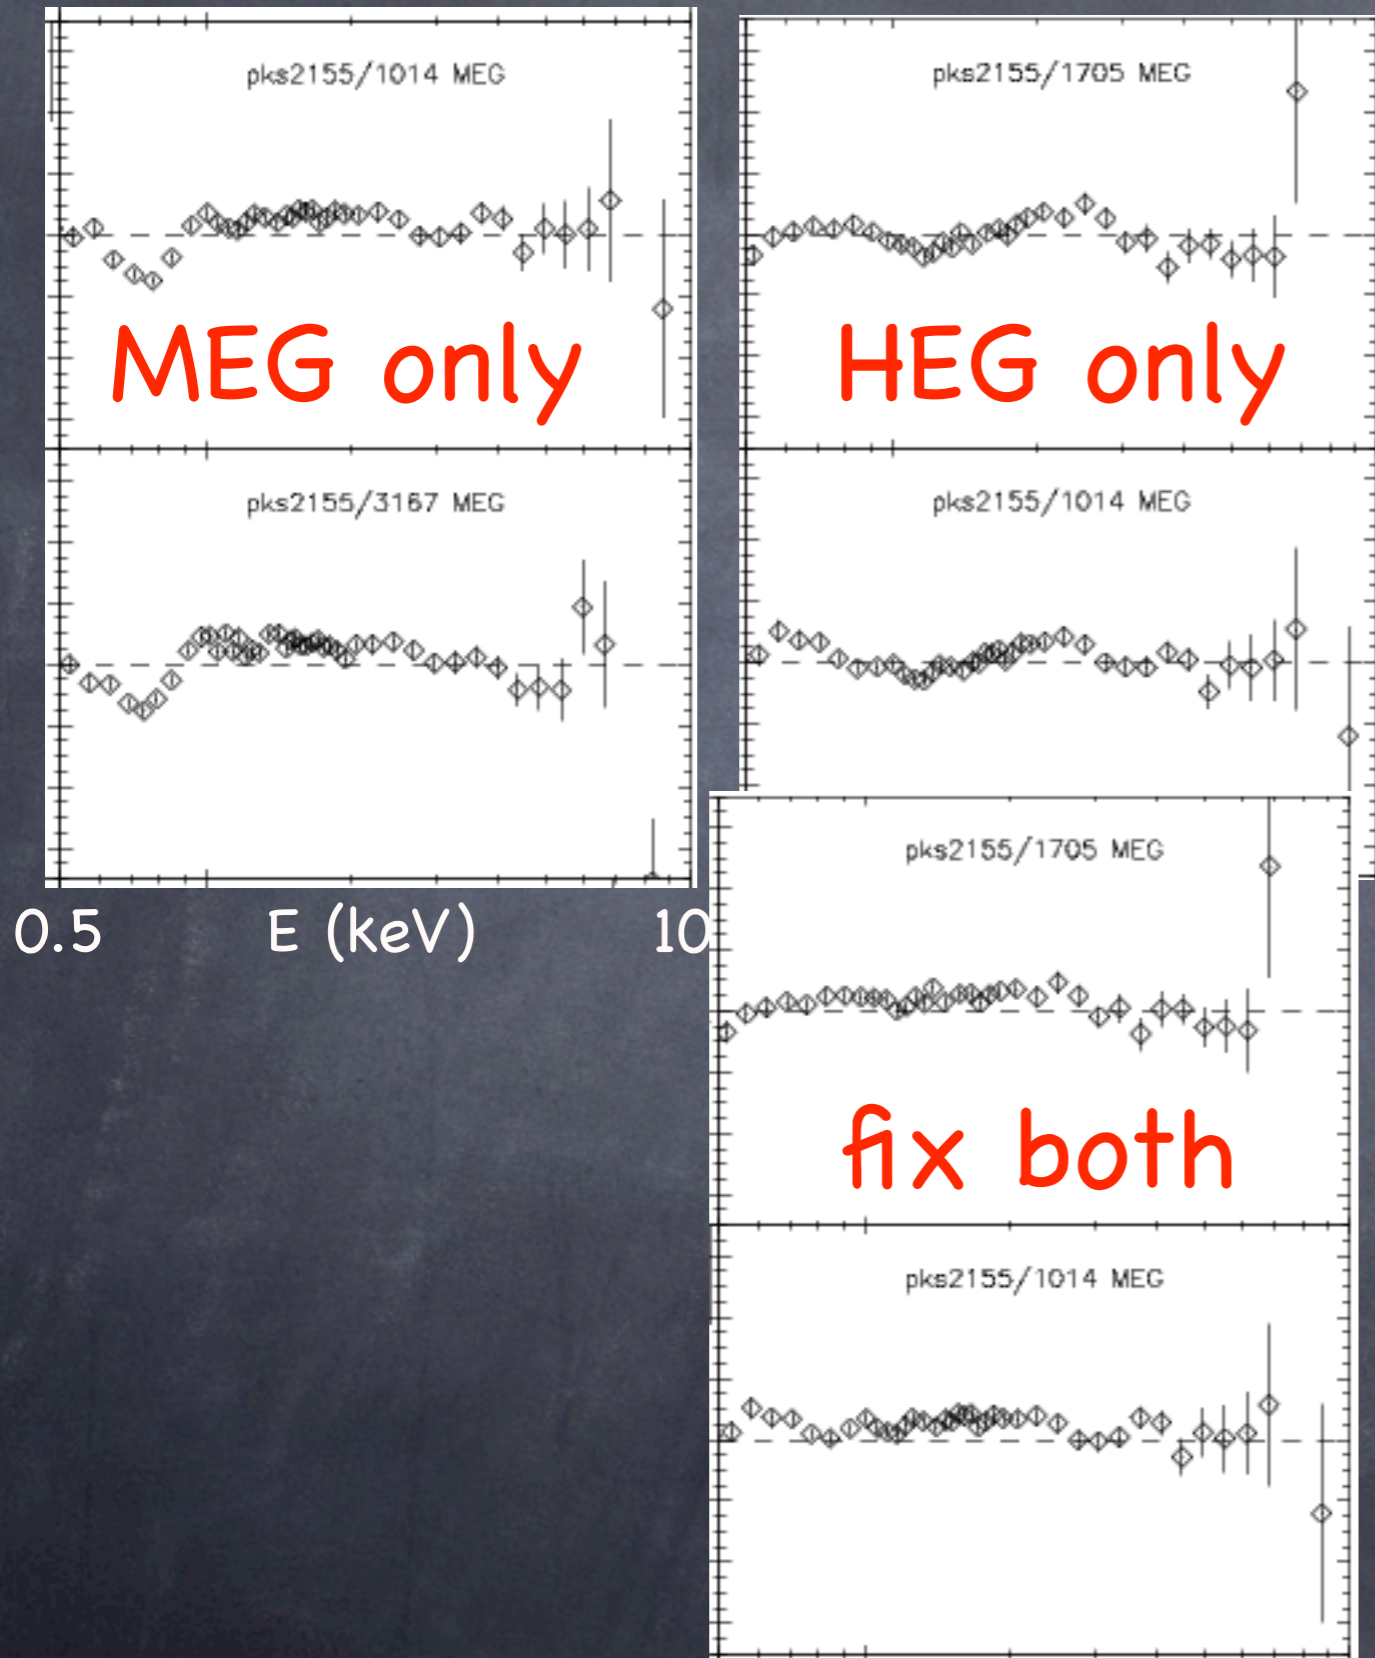 pks2155/1014 MEG
MEG only
pks2155/3167 MEG
0.5 E (keV) 10
pks2155/1705 MEG
HEG only
pks2155/1014 MEG
pks2155/1705 MEG
fix both
pks2155/1014 MEG